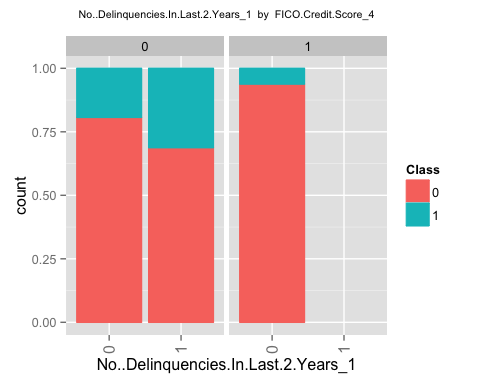 No..Delinquencies.In.Last.2.Years_1 by FICO.Credit.Score_4
0 1
1.00
0.75
0.50
0.25
0.00
count
0 1 0 1
No..Delinquencies.In.Last.2.Years_1
Class
0
1